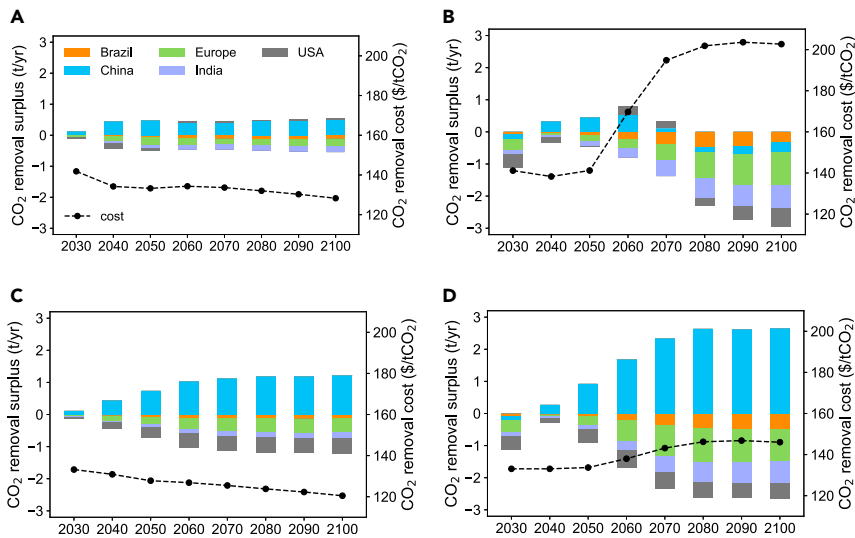 A
CO₂ removal surplus (t/yr)
3
2
1
0
−1
−2
−3
Brazil
China
Europe
India
USA
cost
2030 2040 2050 2060 2070 2080 2090 2100
200
180
160
140
120
CO₂ removal cost ($/tCO₂)
B
CO₂ removal surplus (t/yr)
3
2
1
0
−1
−2
−3
2030 2040 2050 2060 2070 2080 2090 2100
200
180
160
140
120
CO₂ removal cost ($/tCO₂)
C
CO₂ removal surplus (t/yr)
3
2
1
0
−1
−2
−3
2030 2040 2050 2060 2070 2080 2090 2100
200
180
160
140
120
CO₂ removal cost ($/tCO₂)
D
CO₂ removal surplus (t/yr)
3
2
1
0
−1
−2
−3
2030 2040 2050 2060 2070 2080 2090 2100
200
180
160
140
120
CO₂ removal cost ($/tCO₂)